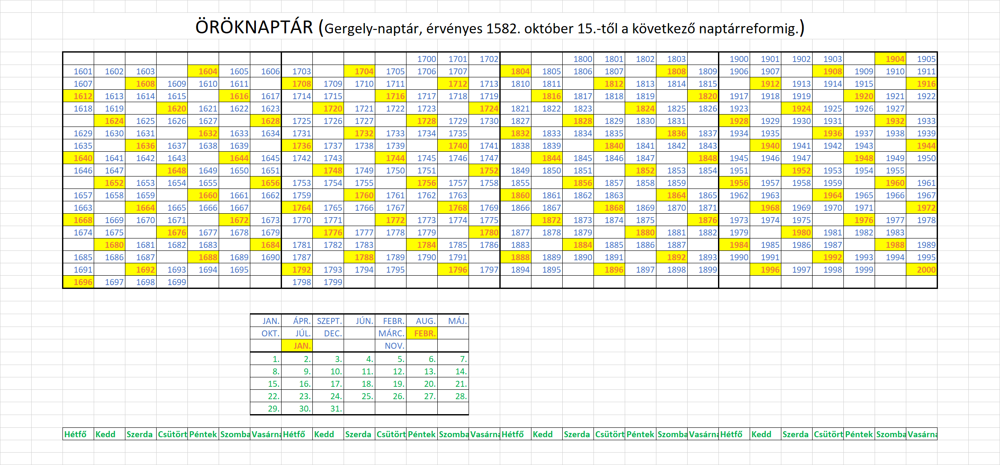 ÖRÖKNAPTÁR (Gergely-naptár, érvényes 1582. október 15.-től a következő naptárreformig.)
1700 1701 1702 1800 1801 1802 1803 1900 1901 1902 1903 1904 1905
1601 1602 1603 1604 1605 1606 1703 1704 1705 1706 1707 1804 1805 1806 1807 1808 1809 1906 1907 1908 1909 1910 1911
1607 1608 1609 1610 1611 1708 1709 1710 1711 1712 1713 1810 1811 1812 1813 1814 1815 1912 1913 1914 1915 1916
1612 1613 1614 1615 1616 1617 1714 1715 1716 1717 1718 1719 1816 1817 1818 1819 1820 1917 1918 1919 1920 1921 1922
1618 1619 1620 1621 1622 1623 1720 1721 1722 1723 1724 1821 1822 1823 1824 1825 1826 1923 1924 1925 1926 1927
1624 1625 1626 1627 1628 1725 1726 1727 1728 1729 1730 1827 1828 1829 1830 1831 1928 1929 1930 1931 1932 1933
1629 1630 1631 1632 1633 1634 1731 1732 1733 1734 1735 1832 1833 1834 1835 1836 1837 1934 1935 1936 1937 1938 1939
1635 1636 1637 1638 1639 1736 1737 1738 1739 1740 1741 1838 1839 1840 1841 1842 1843 1940 1941 1942 1943 1944
1640 1641 1642 1643 1644 1645 1742 1743 1744 1745 1746 1747 1844 1845 1846 1847 1848 1945 1946 1947 1948 1949 1950
1646 1647 1648 1649 1650 1651 1748 1749 1750 1751 1752 1849 1850 1851 1852 1853 1854 1951 1952 1953 1954 1955
1652 1653 1654 1655 1656 1753 1754 1755 1756 1757 1758 1855 1856 1857 1858 1859 1956 1957 1958 1959 1960 1961
1657 1658 1659 1660 1661 1662 1759 1760 1761 1762 1763 1860 1861 1862 1863 1864 1865 1962 1963 1964 1965 1966 1967
1663 1664 1665 1666 1667 1764 1765 1766 1767 1768 1769 1866 1867 1868 1869 1870 1871 1968 1969 1970 1971 1972
1668 1669 1670 1671 1672 1673 1770 1771 1772 1773 1774 1775 1872 1873 1874 1875 1876 1973 1974 1975 1976 1977 1978
1674 1675 1676 1677 1678 1679 1776 1777 1778 1779 1780 1877 1878 1879 1880 1881 1882 1979 1980 1981 1982 1983
1680 1681 1682 1683 1684 1781 1782 1783 1784 1785 1786 1883 1884 1885 1886 1887 1984 1985 1986 1987 1988 1989
1685 1686 1687 1688 1689 1690 1787 1788 1789 1790 1791 1888 1889 1890 1891 1892 1893 1990 1991 1992 1993 1994 1995
1691 1692 1693 1694 1695 1792 1793 1794 1795 1796 1797 1894 1895 1896 1897 1898 1899 1996 1997 1998 1999 2000
1696 1697 1698 1699 1798 1799
JAN. ÁPR. SZEPT. JÚN. FEBR. AUG. MÁJ.
OKT. JÚL. DEC. MÁRC. FEBR.
JAN. NOV.
1. 2. 3. 4. 5. 6. 7.
8. 9. 10. 11. 12. 13. 14.
15. 16. 17. 18. 19. 20. 21.
22. 23. 24. 25. 26. 27. 28.
29. 30. 31.
Hétfő Kedd Szerda Csütört Péntek Szomba Vasárna Hétfő Kedd Szerda Csütört Péntek Szomba Vasárna Hétfő Kedd Szerda Csütört Péntek Szomba Vasárna Hétfő Kedd Szerda Csütört Péntek Szomba Vasárna